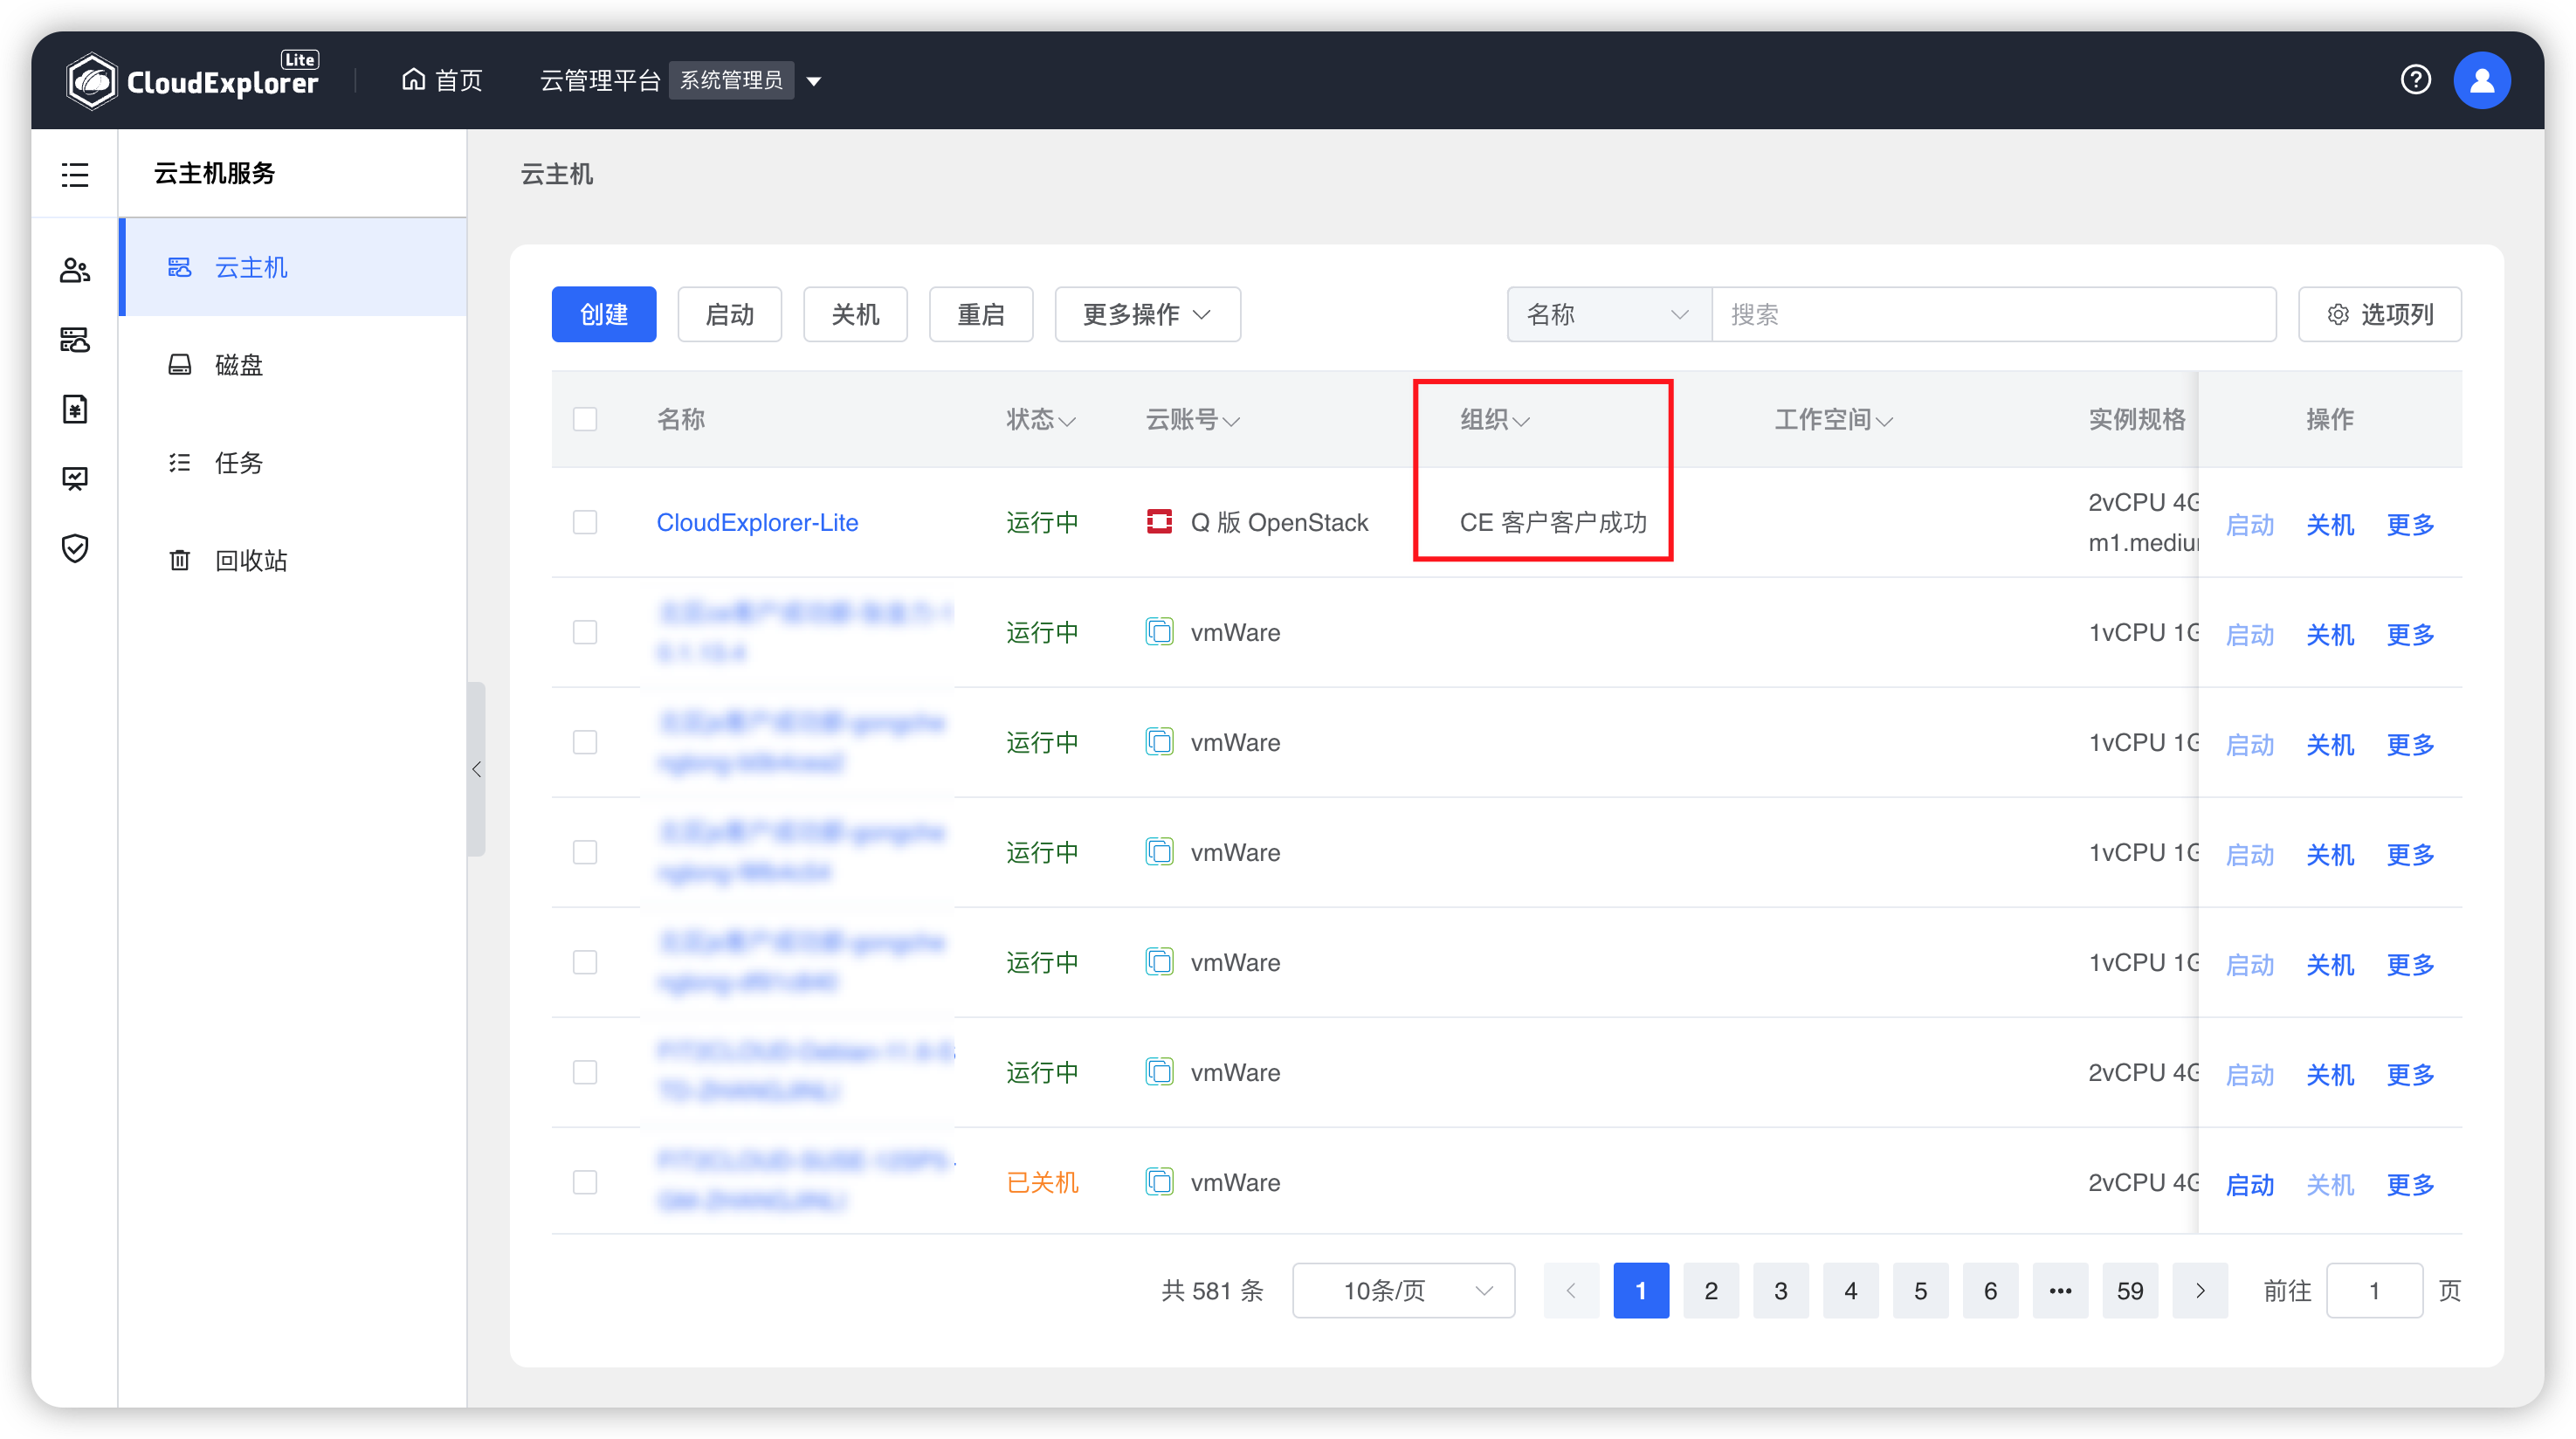 CloudExplorer Lite
首页
云管理平台 系统管理员
云主机服务
云主机
磁盘
任务
回收站
云主机
创建 启动 关机 重启 更多操作 名称 搜索 选项列
名称 状态 云账号 组织 工作空间 实例规格 操作
CloudExplorer-Lite 运行中 Q 版 OpenStack CE 客户客户成功 2vCPU 4G 启动 关机 更多
运行中 vmWare 1vCPU 1G 启动 关机 更多
运行中 vmWare 1vCPU 1G 启动 关机 更多
运行中 vmWare 1vCPU 1G 启动 关机 更多
运行中 vmWare 1vCPU 1G 启动 关机 更多
运行中 vmWare 2vCPU 4G 启动 关机 更多
已关机 vmWare 2vCPU 4G 启动 关机 更多
共 581 条 10条/页 1 2 3 4 5 6 ••• 59 前往 1 页